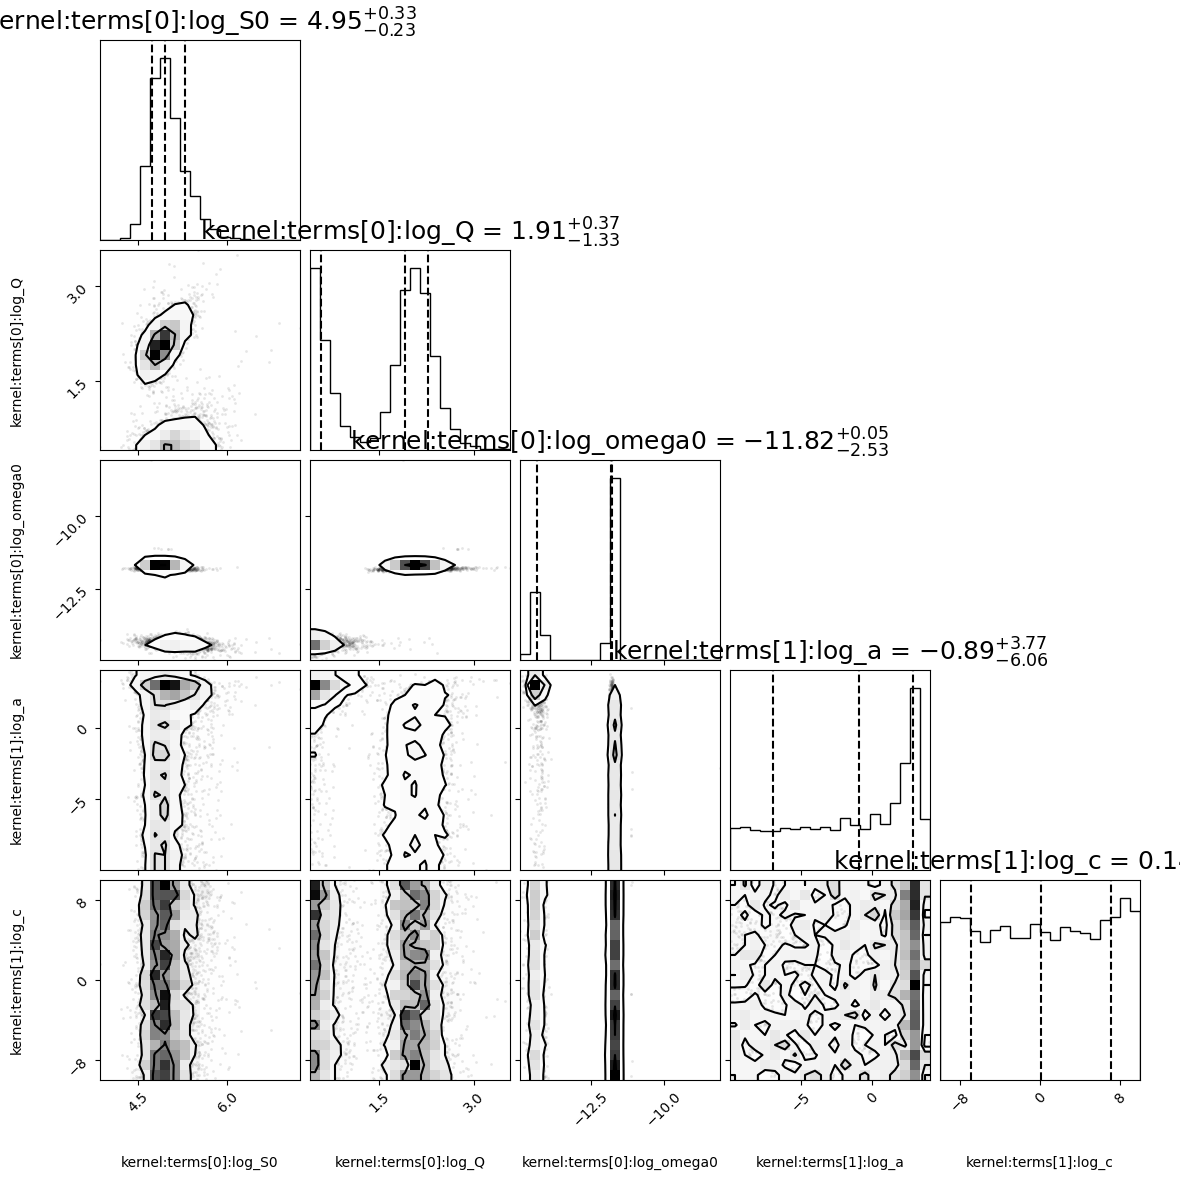 ernel:terms[0]:log_S0 = 4.95+0.33−0.23
kernel:terms[0]:log_Q = 1.91+0.37−1.33
kernel:terms[0]:log_Q
3.0
1.5
kernel:terms[0]:log_omega0 = −11.82+0.05−2.53
kernel:terms[0]:log_omega0
−10.0
−12.5
kernel:terms[1]:log_a = −0.89+3.77−6.06
kernel:terms[1]:log_a
0
−5
kernel:terms[1]:log_c = 0.14
kernel:terms[1]:log_c
8
0
−8
4.5 6.0 1.5 3.0 −12.5 −10.0 −5 0 −8 0 8
kernel:terms[0]:log_S0 kernel:terms[0]:log_Q kernel:terms[0]:log_omega0 kernel:terms[1]:log_a kernel:terms[1]:log_c